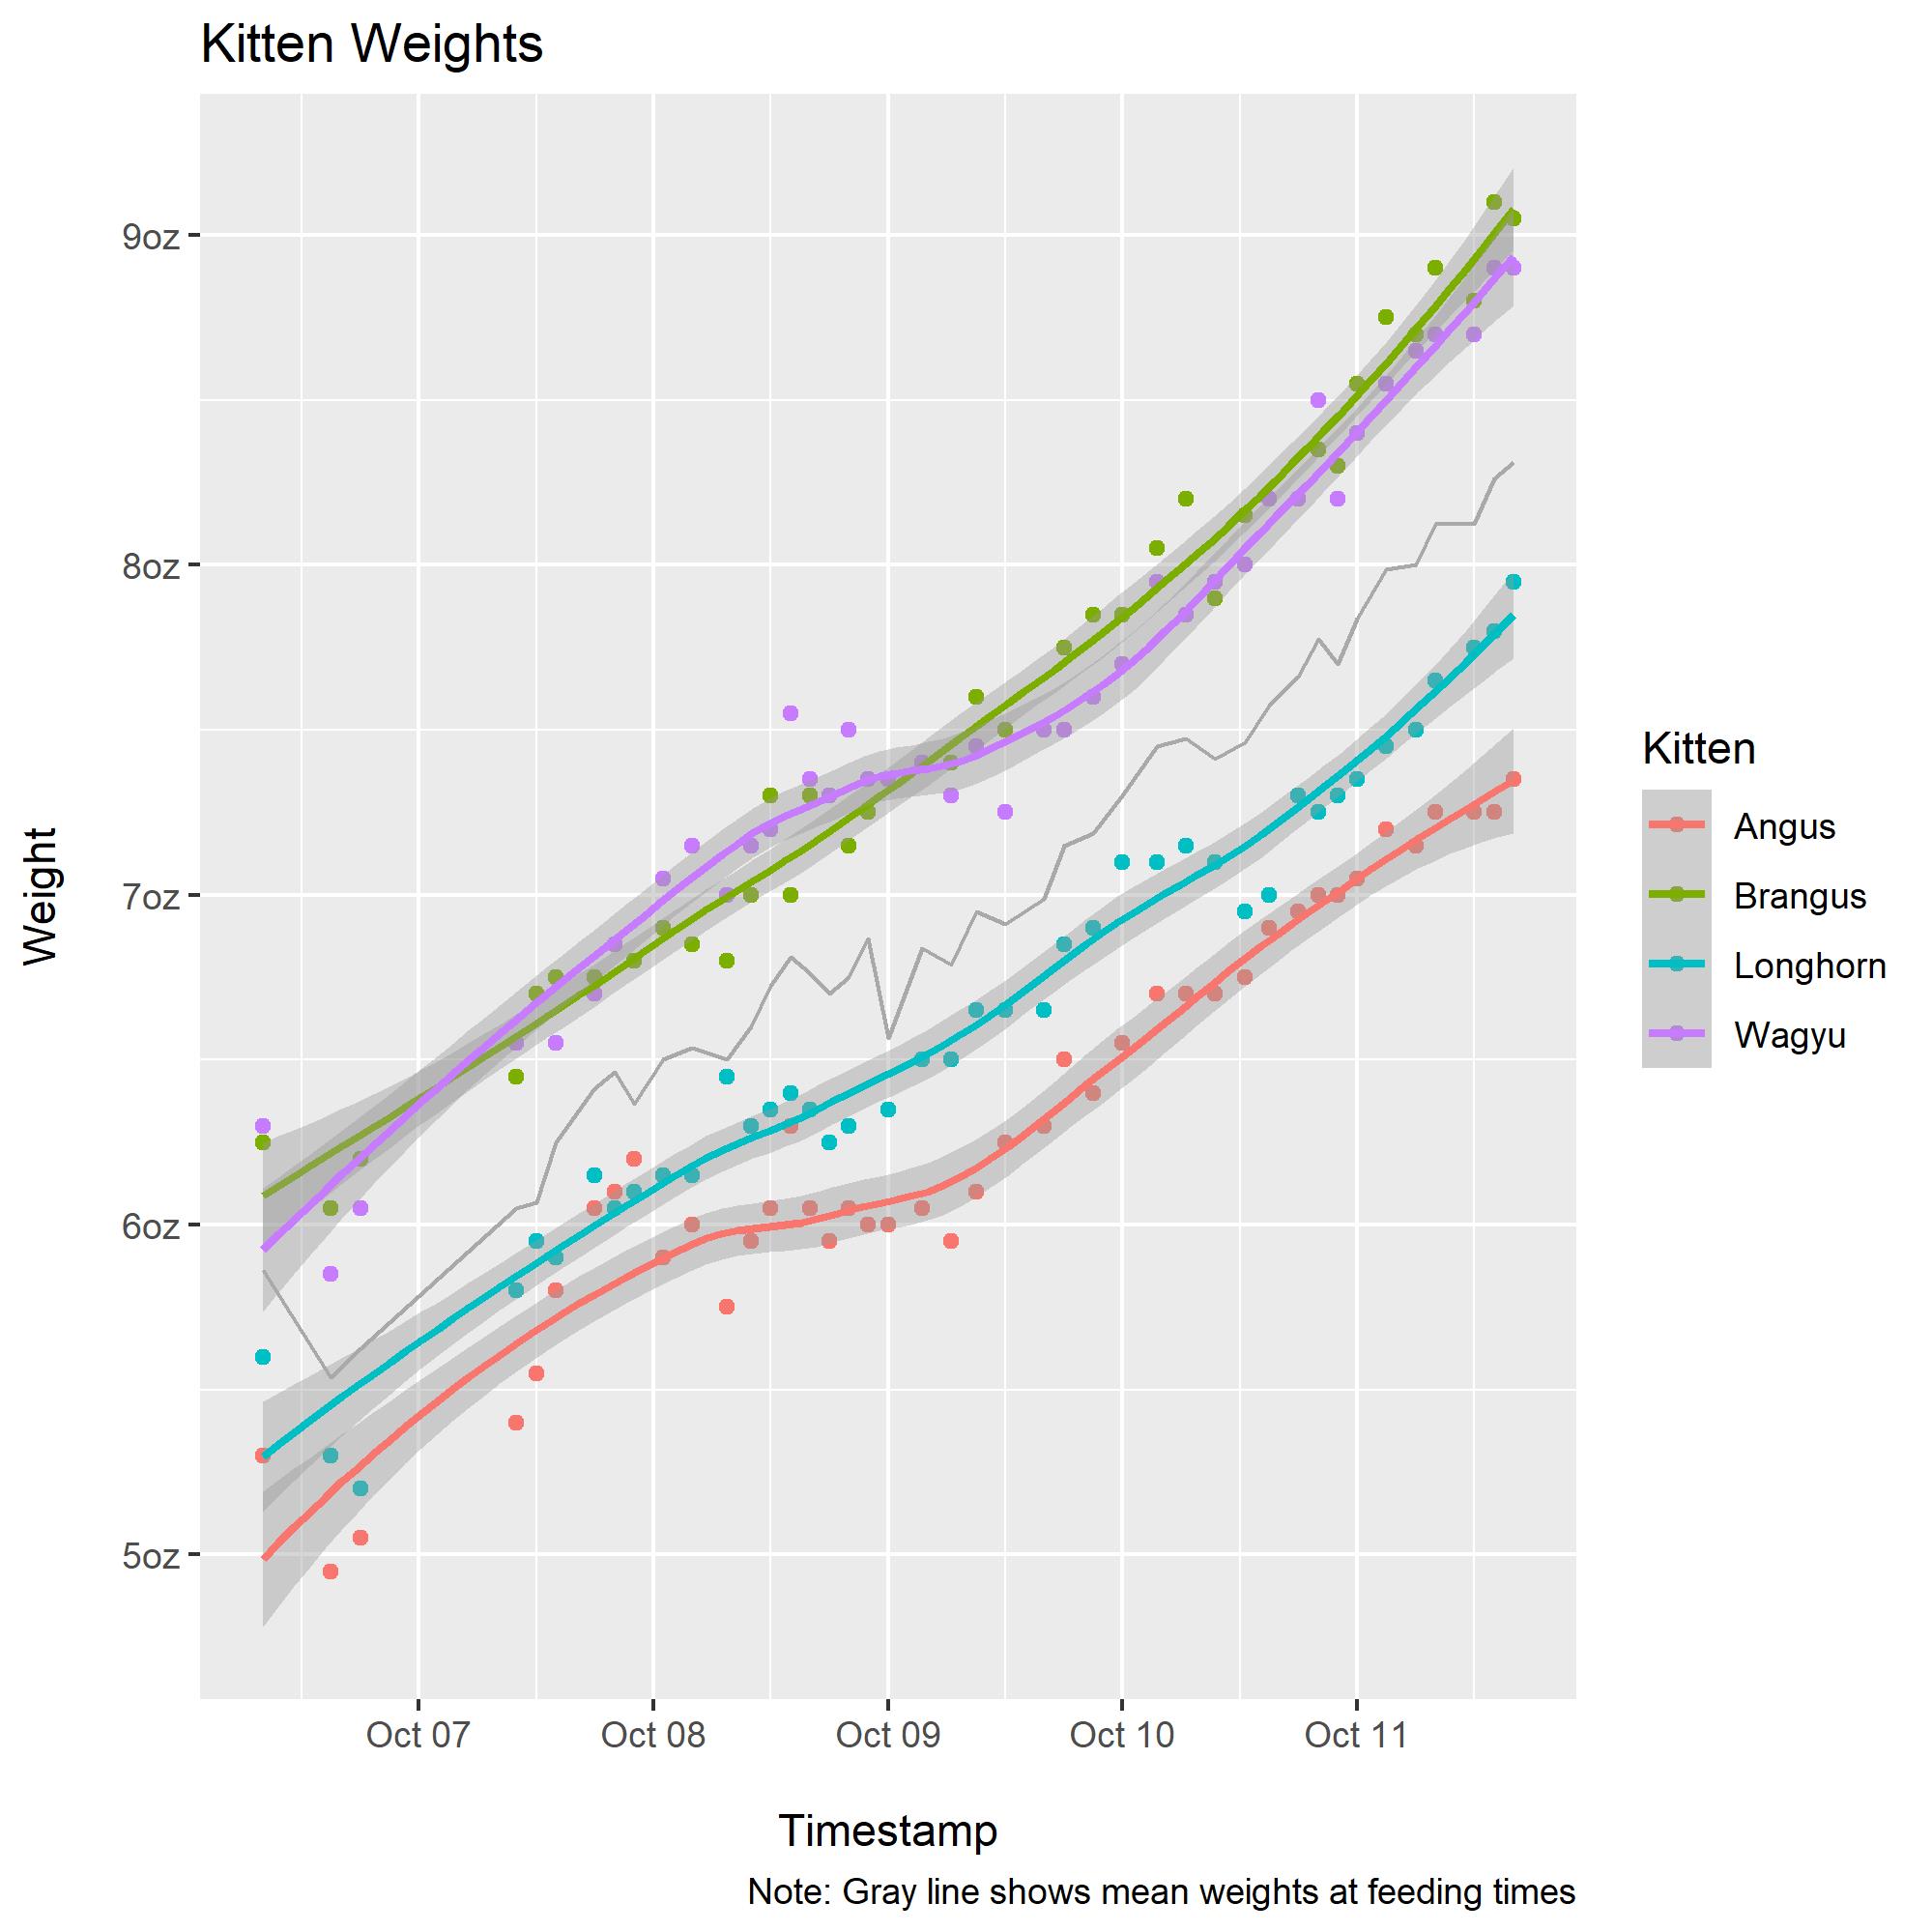 Kitten Weights
9oz
8oz
7oz
6oz
5oz
Weight
Oct 07
Oct 08
Oct 09
Oct 10
Oct 11
Timestamp
Note: Gray line shows mean weights at feeding times
Kitten
Angus
Brangus
Longhorn
Wagyu